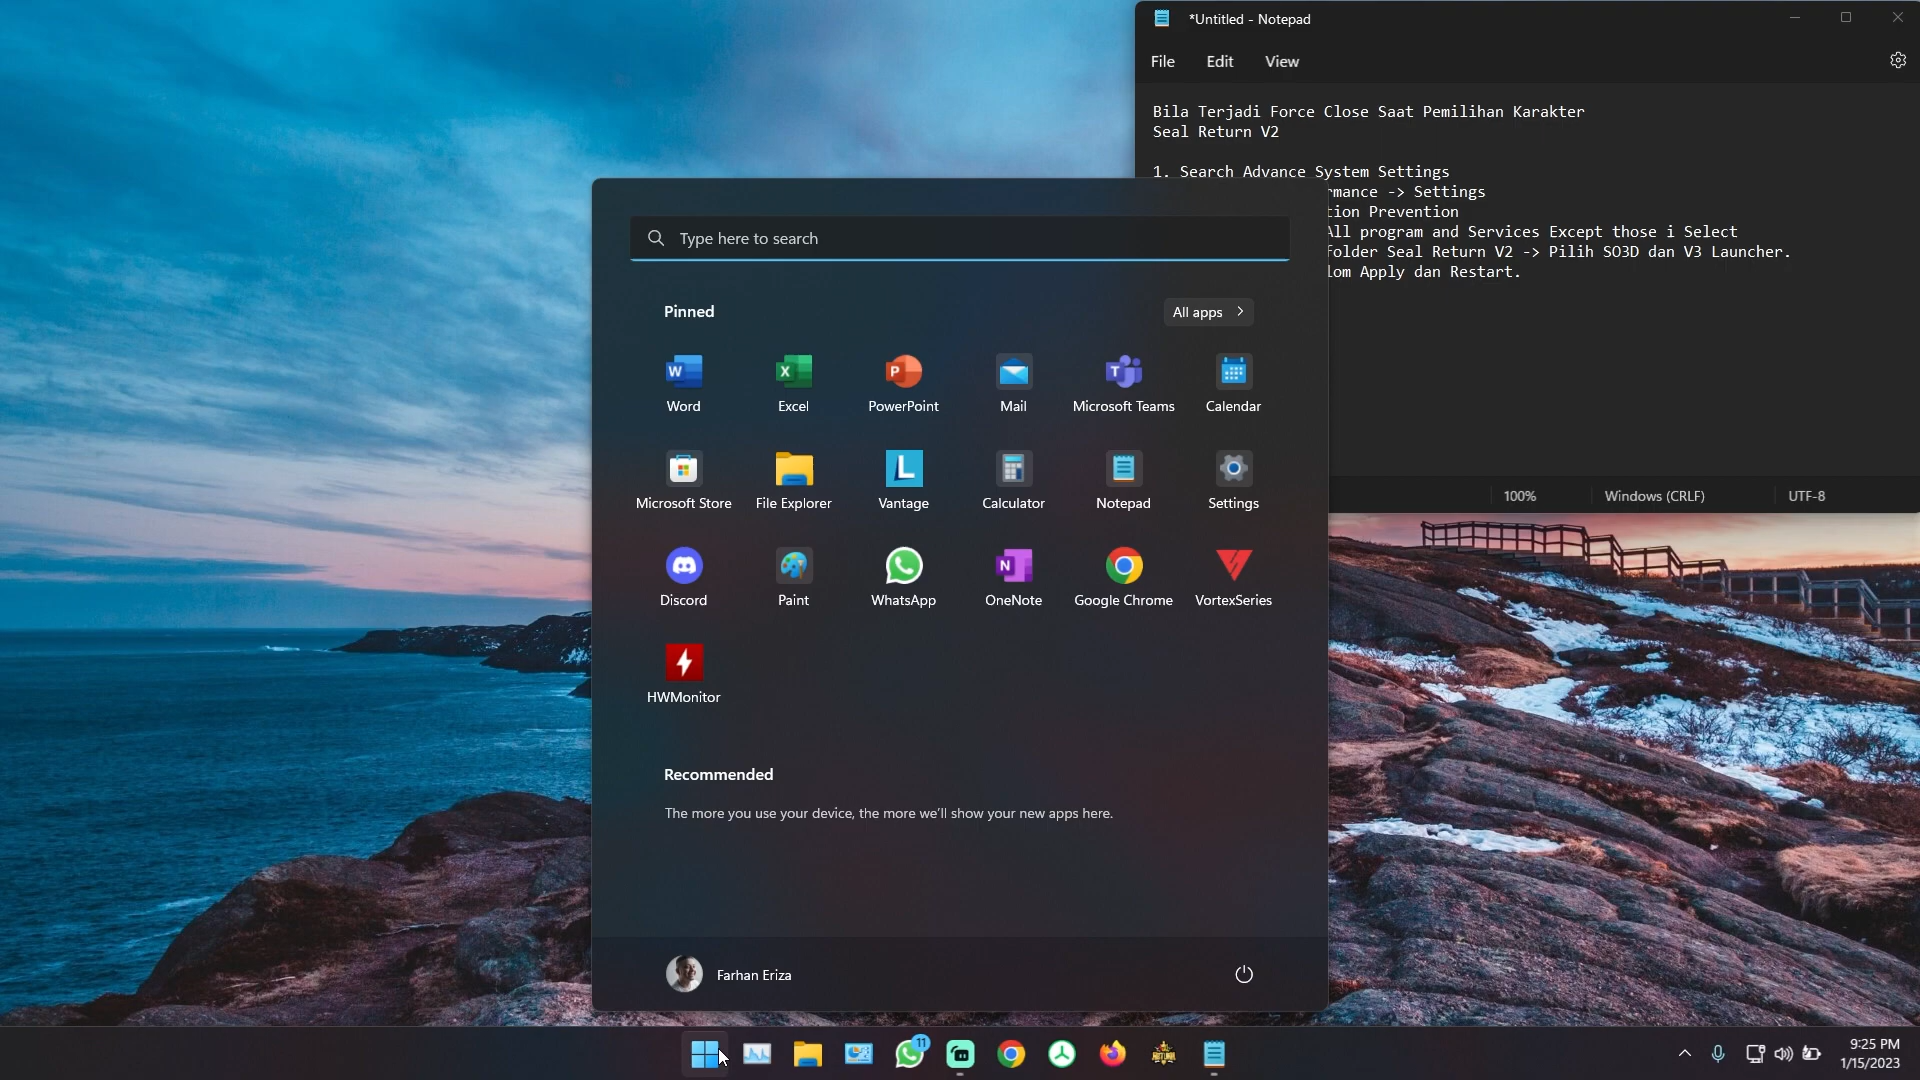 *Untitled - Notepad
File Edit View
Bila Terjadi Force Close Saat Pemilihan Karakter
Seal Return V2
1. Search Advance System Settings
rmance -> Settings
tion Prevention
All program and Services Except those i Select
folder Seal Return V2 -> Pilih SO3D dan V3 Launcher.
lom Apply dan Restart.
100% Windows (CRLF) UTF-8
Type here to search
Pinned All apps
Word Excel PowerPoint Mail Microsoft Teams Calendar
Microsoft Store File Explorer Vantage Calculator Notepad Settings
Discord Paint WhatsApp OneNote Google Chrome VortexSeries
HWMonitor
Recommended
The more you use your device, the more we'll show your new apps here.
Farhan Eriza
11
9:25 PM
1/15/2023